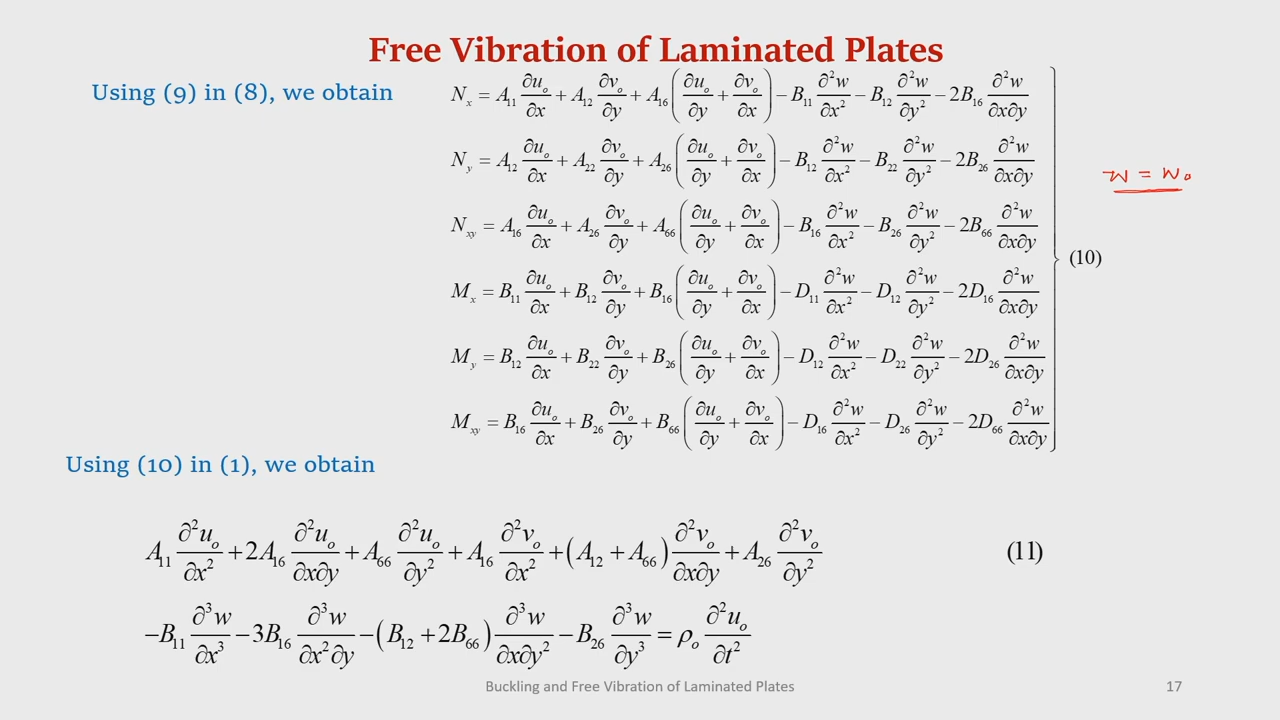 Free Vibration of Laminated Plates
Using (9) in (8), we obtain
N_x = A_11 ∂u_o/∂x + A_12 ∂v_o/∂y + A_16 (∂u_o/∂y + ∂v_o/∂x) − B_11 ∂²w/∂x² − B_12 ∂²w/∂y² − 2B_16 ∂²w/∂x∂y
N_y = A_12 ∂u_o/∂x + A_22 ∂v_o/∂y + A_26 (∂u_o/∂y + ∂v_o/∂x) − B_12 ∂²w/∂x² − B_22 ∂²w/∂y² − 2B_26 ∂²w/∂x∂y
w = w_o
N_xy = A_16 ∂u_o/∂x + A_26 ∂v_o/∂y + A_66 (∂u_o/∂y + ∂v_o/∂x) − B_16 ∂²w/∂x² − B_26 ∂²w/∂y² − 2B_66 ∂²w/∂x∂y
(10)
M_x = B_11 ∂u_o/∂x + B_12 ∂v_o/∂y + B_16 (∂u_o/∂y + ∂v_o/∂x) − D_11 ∂²w/∂x² − D_12 ∂²w/∂y² − 2D_16 ∂²w/∂x∂y
M_y = B_12 ∂u_o/∂x + B_22 ∂v_o/∂y + B_26 (∂u_o/∂y + ∂v_o/∂x) − D_12 ∂²w/∂x² − D_22 ∂²w/∂y² − 2D_26 ∂²w/∂x∂y
M_xy = B_16 ∂u_o/∂x + B_26 ∂v_o/∂y + B_66 (∂u_o/∂y + ∂v_o/∂x) − D_16 ∂²w/∂x² − D_26 ∂²w/∂y² − 2D_66 ∂²w/∂x∂y
Using (10) in (1), we obtain
A_11 ∂²u_o/∂x² + 2A_16 ∂²u_o/∂x∂y + A_66 ∂²u_o/∂y² + A_16 ∂²v_o/∂x² + (A_12 + A_66) ∂²v_o/∂x∂y + A_26 ∂²v_o/∂y² (11)
−B_11 ∂³w/∂x³ − 3B_16 ∂³w/∂x²∂y − (B_12 + 2B_66) ∂³w/∂x∂y² − B_26 ∂³w/∂y³ = ρ_o ∂²u_o/∂t²
Buckling and Free Vibration of Laminated Plates 17